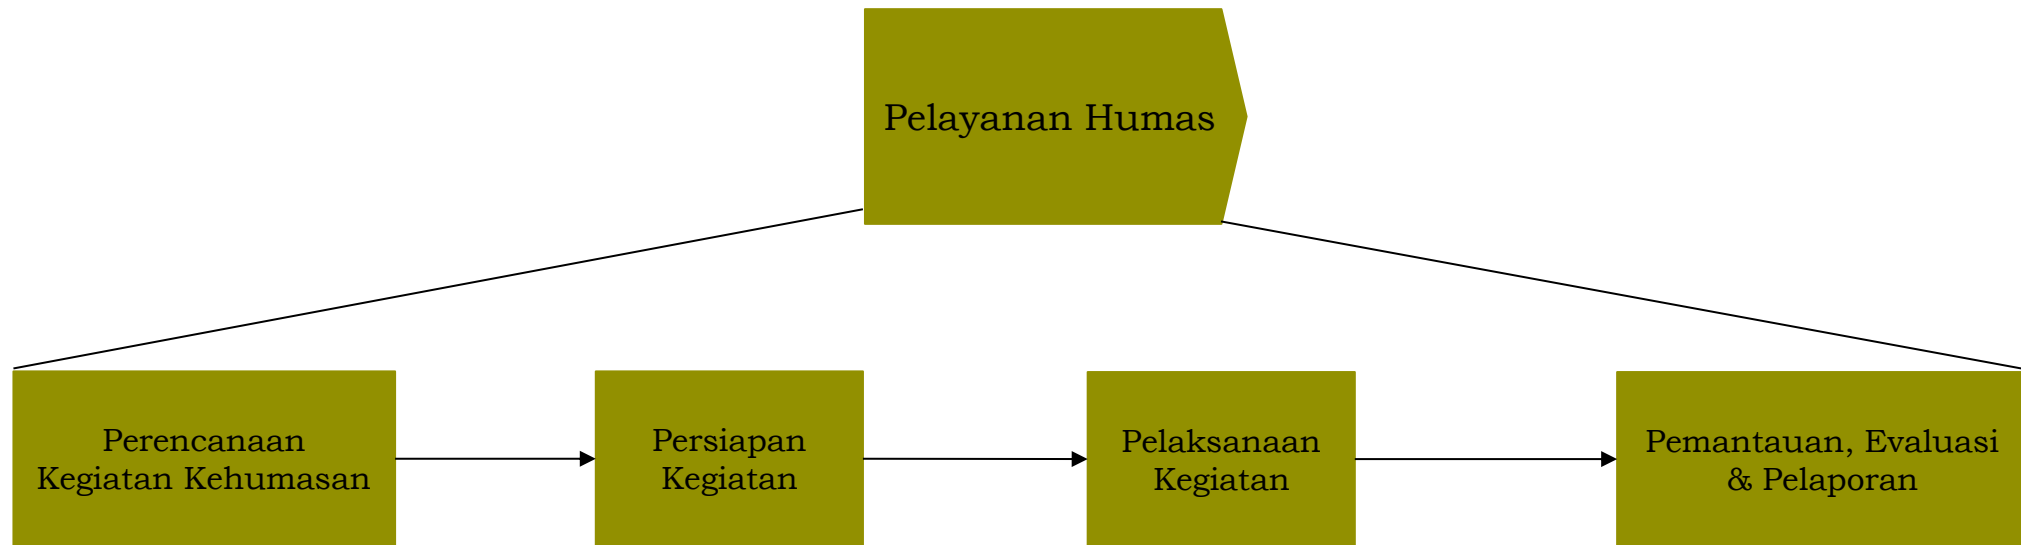 Pelayanan Humas
Perencanaan
Kegiatan Kehumasan
Persiapan
Kegiatan
Pelaksanaan
Kegiatan
Pemantauan, Evaluasi
& Pelaporan